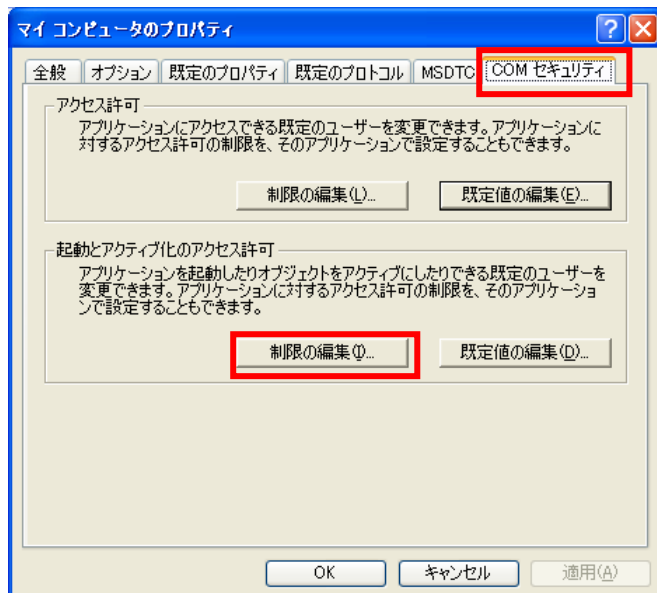 マイ コンピュータのプロパティ
全般 オプション 既定のプロパティ 既定のプロトコル MSDTC COM セキュリティ
アクセス許可
アプリケーションにアクセスできる既定のユーザーを変更できます。アプリケーションに
対するアクセス許可の制限を、そのアプリケーションで設定することもできます。
制限の編集(L)... 既定値の編集(E)...
起動とアクティブ化のアクセス許可
アプリケーションを起動したりオブジェクトをアクティブにしたりできる既定のユーザーを
変更できます。アプリケーションに対するアクセス許可の制限を、そのアプリケーショ
ンで設定することもできます。
制限の編集(I)... 既定値の編集(D)...
OK キャンセル 適用(A)